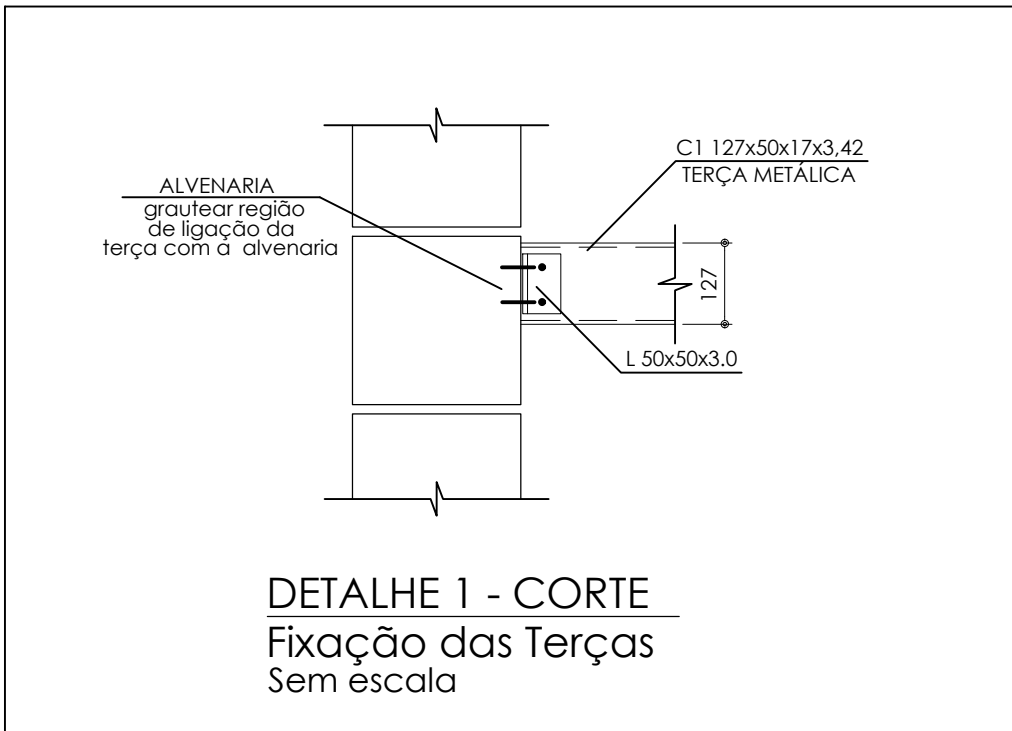 C1 127x50x17x3,42
TERÇA METÁLICA
ALVENARIA
grautear região
de ligação da
terça com a alvenaria
127
L 50x50x3.0
DETALHE 1 - CORTE
Fixação das Terças
Sem escala